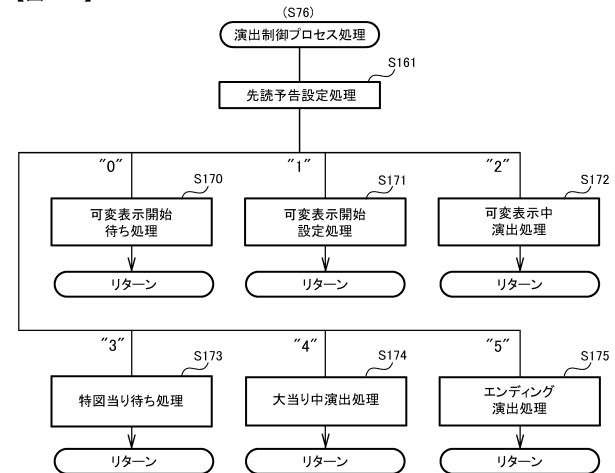 (S76)
演出制御プロセス処理
S161
先読予告設定処理
"0"
"1"
"2"
S170
S171
S172
可変表示開始
待ち処理
可変表示開始
設定処理
可変表示中
演出処理
リターン
リターン
リターン
"3"
"4"
"5"
S173
S174
S175
特図当り待ち処理
大当り中演出処理
エンディング
演出処理
リターン
リターン
リターン